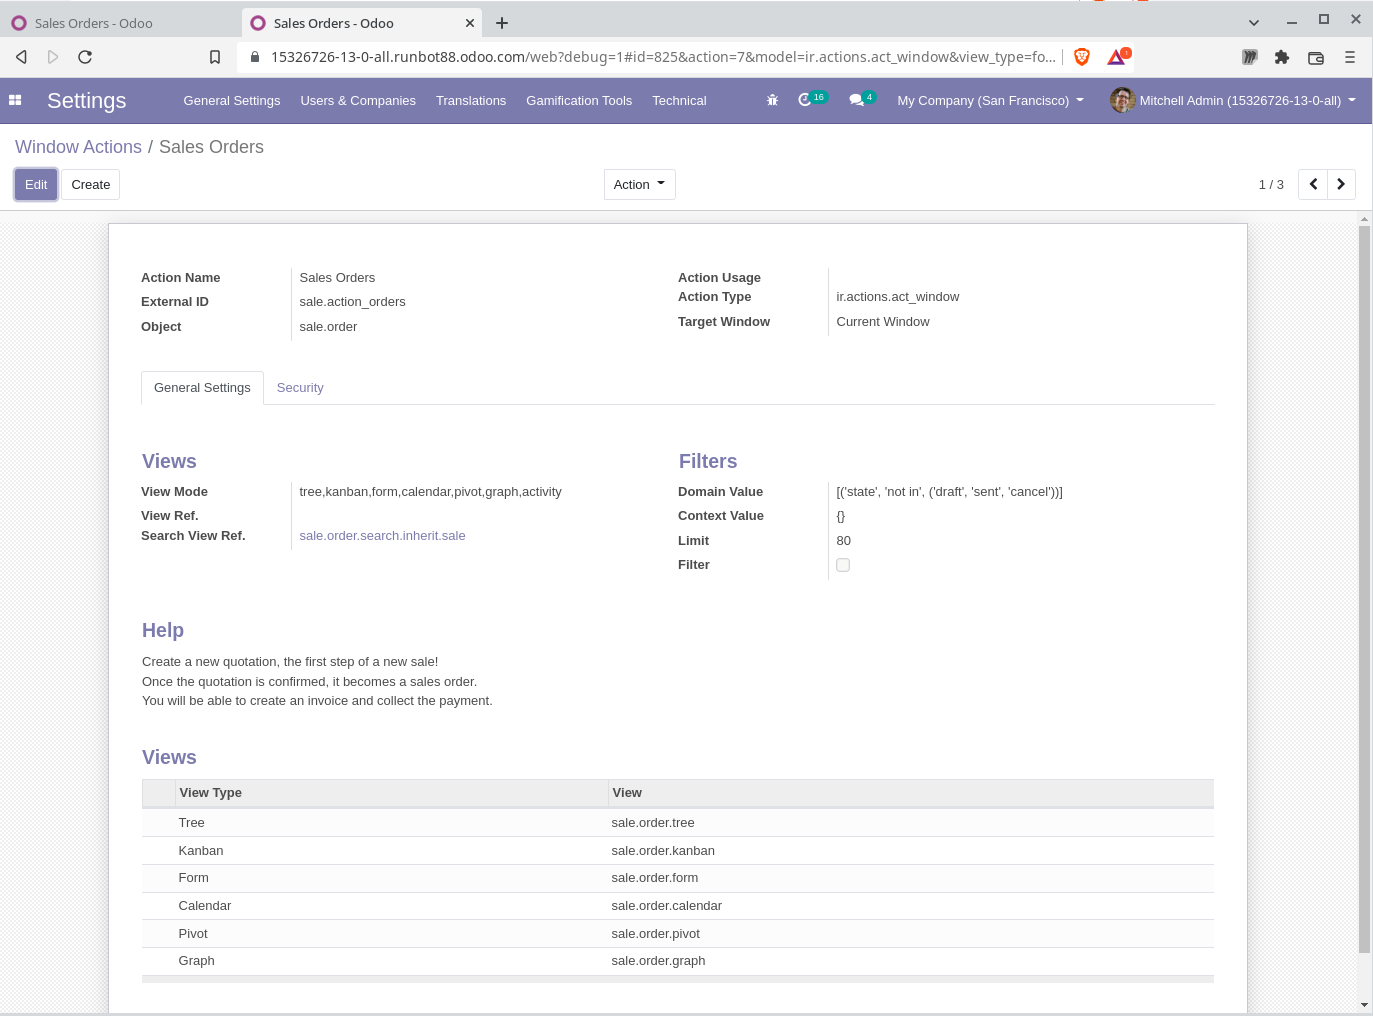 Sales Orders - Odoo
Sales Orders - Odoo
15326726-13-0-all.runbot88.odoo.com/web?debug=1#id=825&action=7&model=ir.actions.act_window&view_type=fo...
1
Settings
General Settings
Users & Companies
Translations
Gamification Tools
Technical
16
4
My Company (San Francisco)
Mitchell Admin (15326726-13-0-all)
Window Actions / Sales Orders
Edit
Create
Action
1 / 3
Action Name
Sales Orders
External ID
sale.action_orders
Object
sale.order
Action Usage
Action Type
ir.actions.act_window
Target Window
Current Window
General Settings
Security
Views
View Mode
tree,kanban,form,calendar,pivot,graph,activity
View Ref.
Search View Ref.
sale.order.search.inherit.sale
Filters
Domain Value
[('state', 'not in', ('draft', 'sent', 'cancel'))]
Context Value
{}
Limit
80
Filter
Help
Create a new quotation, the first step of a new sale!
Once the quotation is confirmed, it becomes a sales order.
You will be able to create an invoice and collect the payment.
Views
View Type
View
Tree
sale.order.tree
Kanban
sale.order.kanban
Form
sale.order.form
Calendar
sale.order.calendar
Pivot
sale.order.pivot
Graph
sale.order.graph